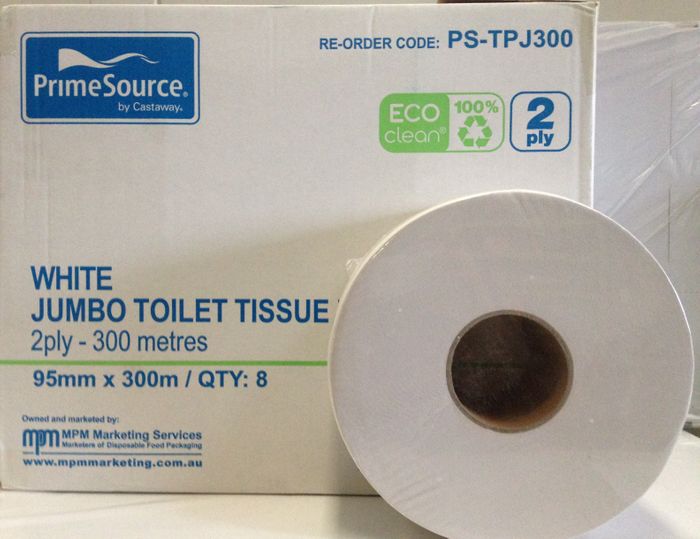 PrimeSource®
by Castaway®
RE-ORDER CODE: PS-TPJ300
ECO clean®
100%
2 ply
WHITE
JUMBO TOILET TISSUE
2ply - 300 metres
95mm x 300m / QTY: 8
Owned and marketed by:
mpm MPM Marketing Services
Marketers of Disposable Food Packaging
www.mpmmarketing.com.au